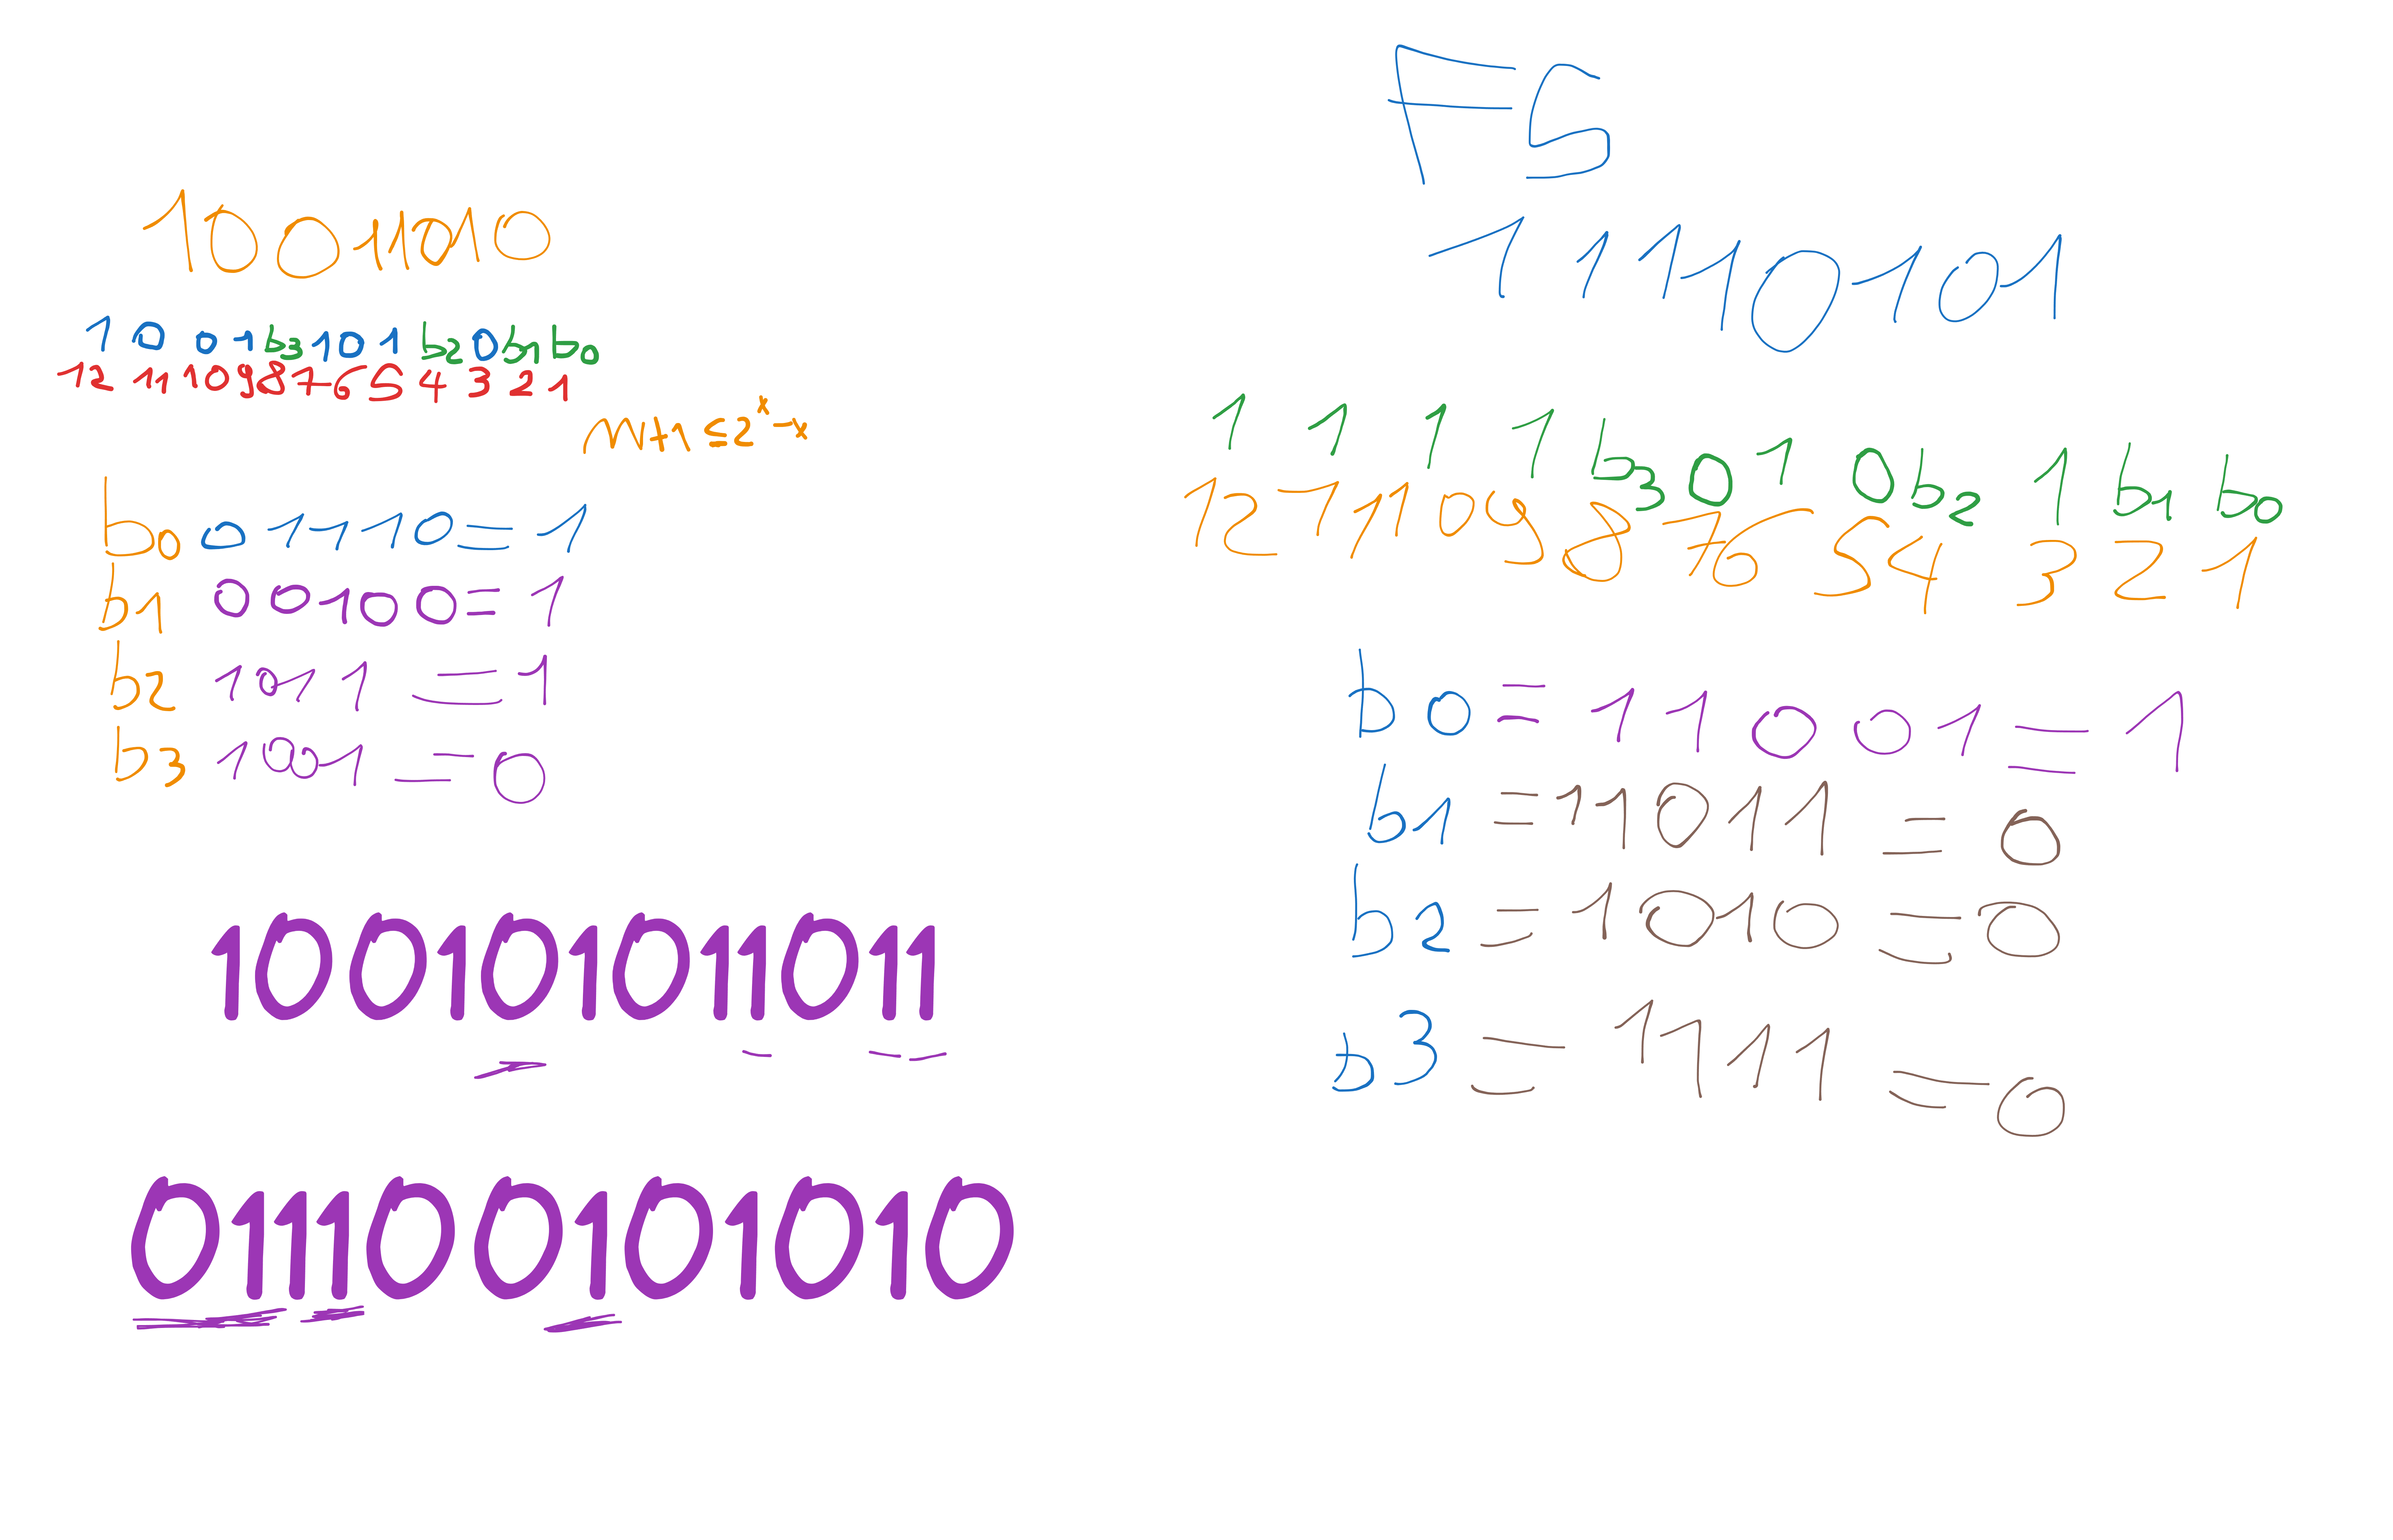 10011010
1 0 0 1 b3 1 0 1 b2 0 b1 b0
12 11 10 9 8 7 6 5 4 3 2 1
m+1 ≤ 2^x - x
b0 0 1 1 1 0 = 1
b1 0 0 1 0 0 = 1
b2 1 0 1 1 = 1
b3 1 0 0 1 = 0
100101011011
011100101010
F5
11110101
1 1 1 1 b3 0 1 0 b2 1 b1 b0
12 11 10 9 8 7 6 5 4 3 2 1
b0 = 1 1 0 0 1 = 1
b1 = 1 1 0 1 1 = 0
b2 = 1 0 1 0 = 0
b3 = 1 1 1 1 = 0